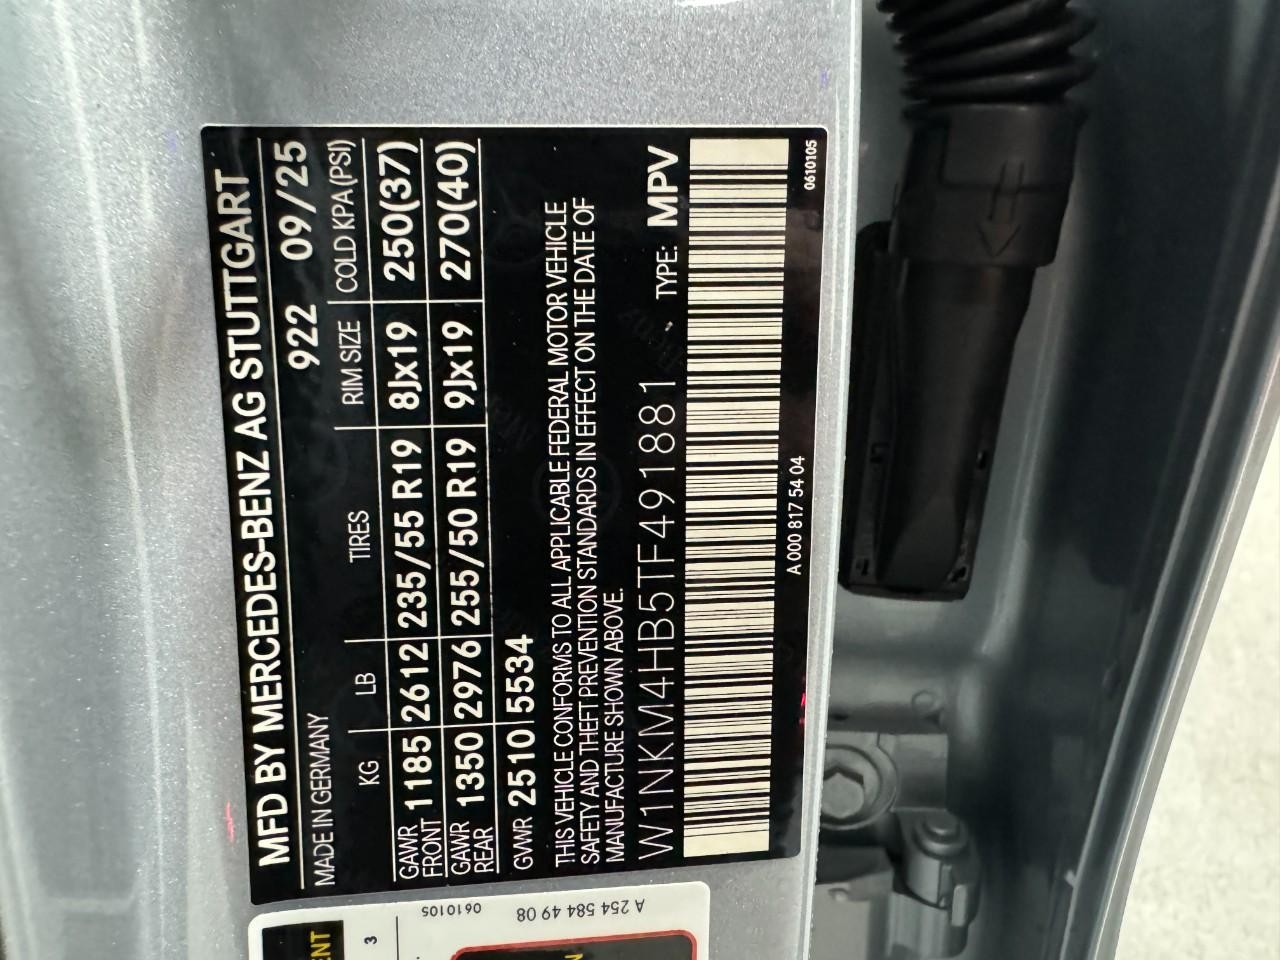 MFD BY MERCEDES-BENZ AG STUTTGART
MADE IN GERMANY 922 09/25
KG LB TIRES RIM SIZE COLD KPA(PSI)
GAWR FRONT 1185 2612 235/55 R19 8Jx19 250(37)
GAWR REAR 1350 2976 255/50 R19 9Jx19 270(40)
GVWR 2510 5534
THIS VEHICLE CONFORMS TO ALL APPLICABLE FEDERAL MOTOR VEHICLE
SAFETY AND THEFT PREVENTION STANDARDS IN EFFECT ON THE DATE OF
MANUFACTURE SHOWN ABOVE.
W1NKM4HB5TF491881 TYPE: MPV
A 000 817 54 04
0610105
A 254 584 49 08 0610105
3